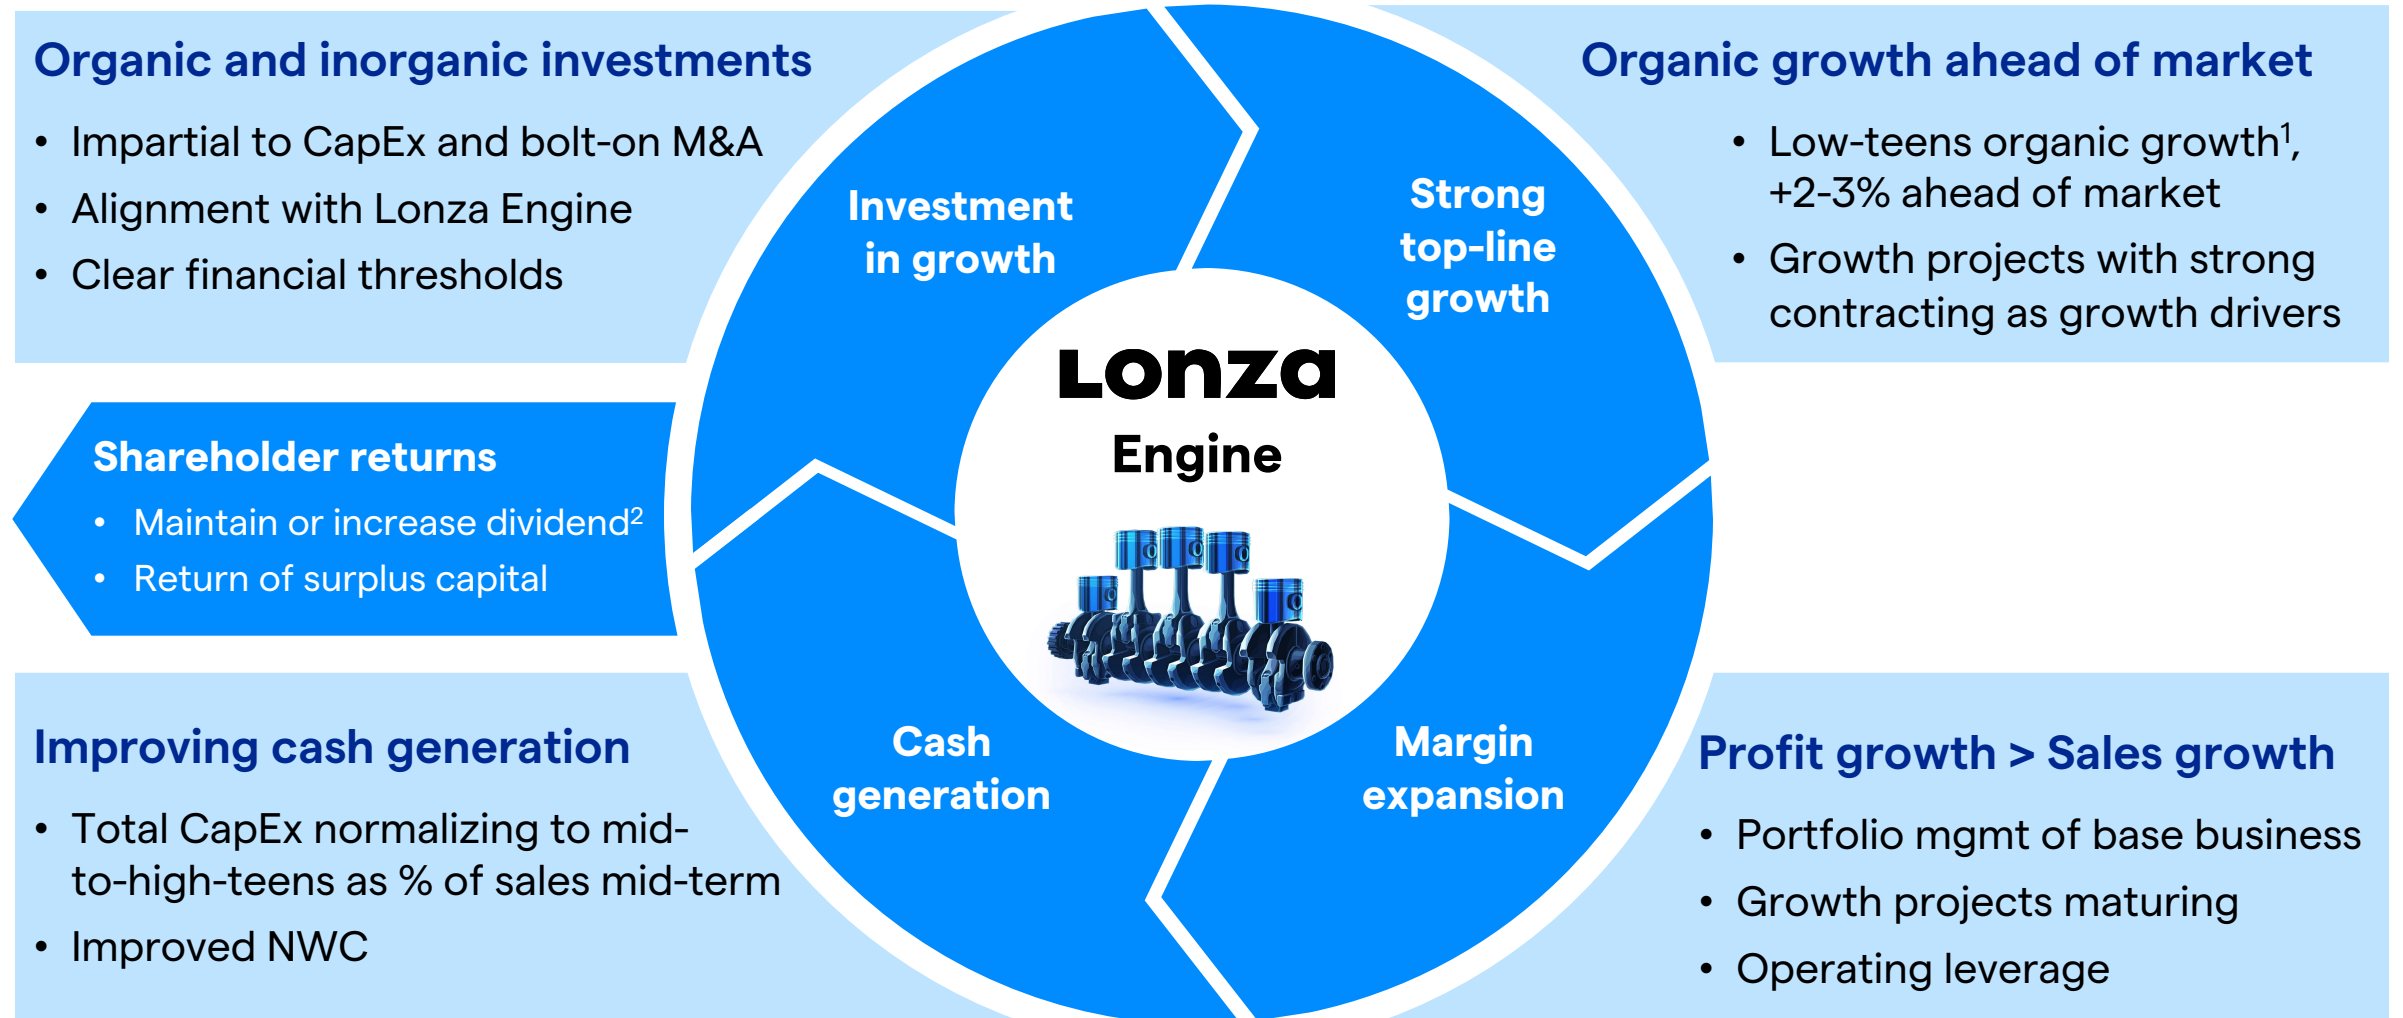 Organic and inorganic investments
• Impartial to CapEx and bolt-on M&A
• Alignment with Lonza Engine
• Clear financial thresholds
Organic growth ahead of market
• Low-teens organic growth¹,
+2-3% ahead of market
• Growth projects with strong
contracting as growth drivers
Investment
in growth
Strong
top-line
growth
Lonza
Engine
Shareholder returns
• Maintain or increase dividend²
• Return of surplus capital
Cash
generation
Margin
expansion
Improving cash generation
• Total CapEx normalizing to mid-
to-high-teens as % of sales mid-term
• Improved NWC
Profit growth > Sales growth
• Portfolio mgmt of base business
• Growth projects maturing
• Operating leverage